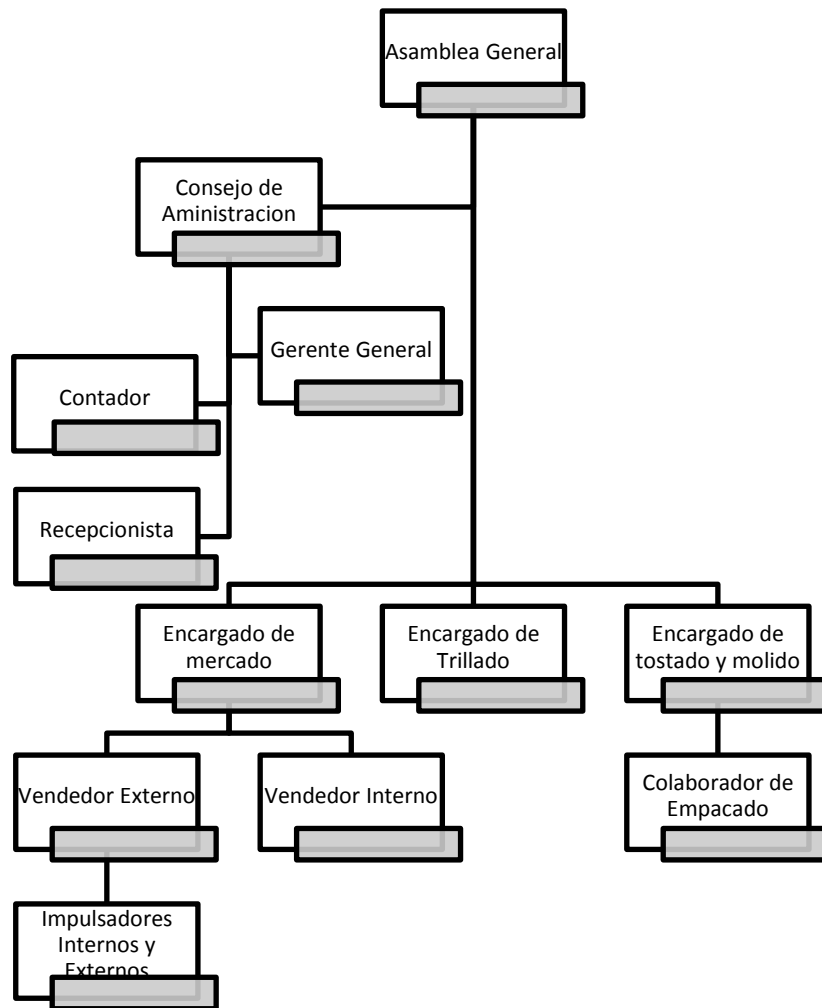 Asamblea General
Consejo de
Aministracion
Gerente General
Contador
Recepcionista
Encargado de
mercado
Encargado de
Trillado
Encargado de
tostado y molido
Vendedor Externo
Vendedor Interno
Colaborador de
Empacado
Impulsadores
Internos y
Externos